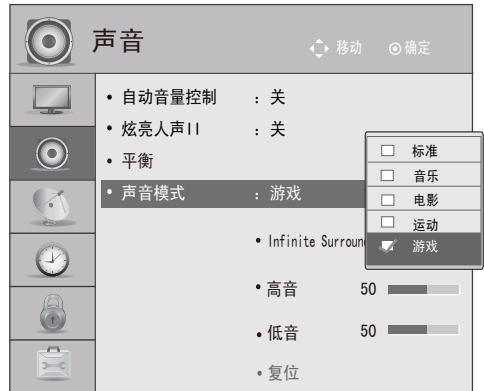 声音
移动 确定
• 自动音量控制 : 关
• 炫亮人声II : 关
• 平衡
• 声音模式 : 游戏
标准
音乐
电影
运动
游戏
• Infinite Surroun
• 高音 50
• 低音 50
• 复位